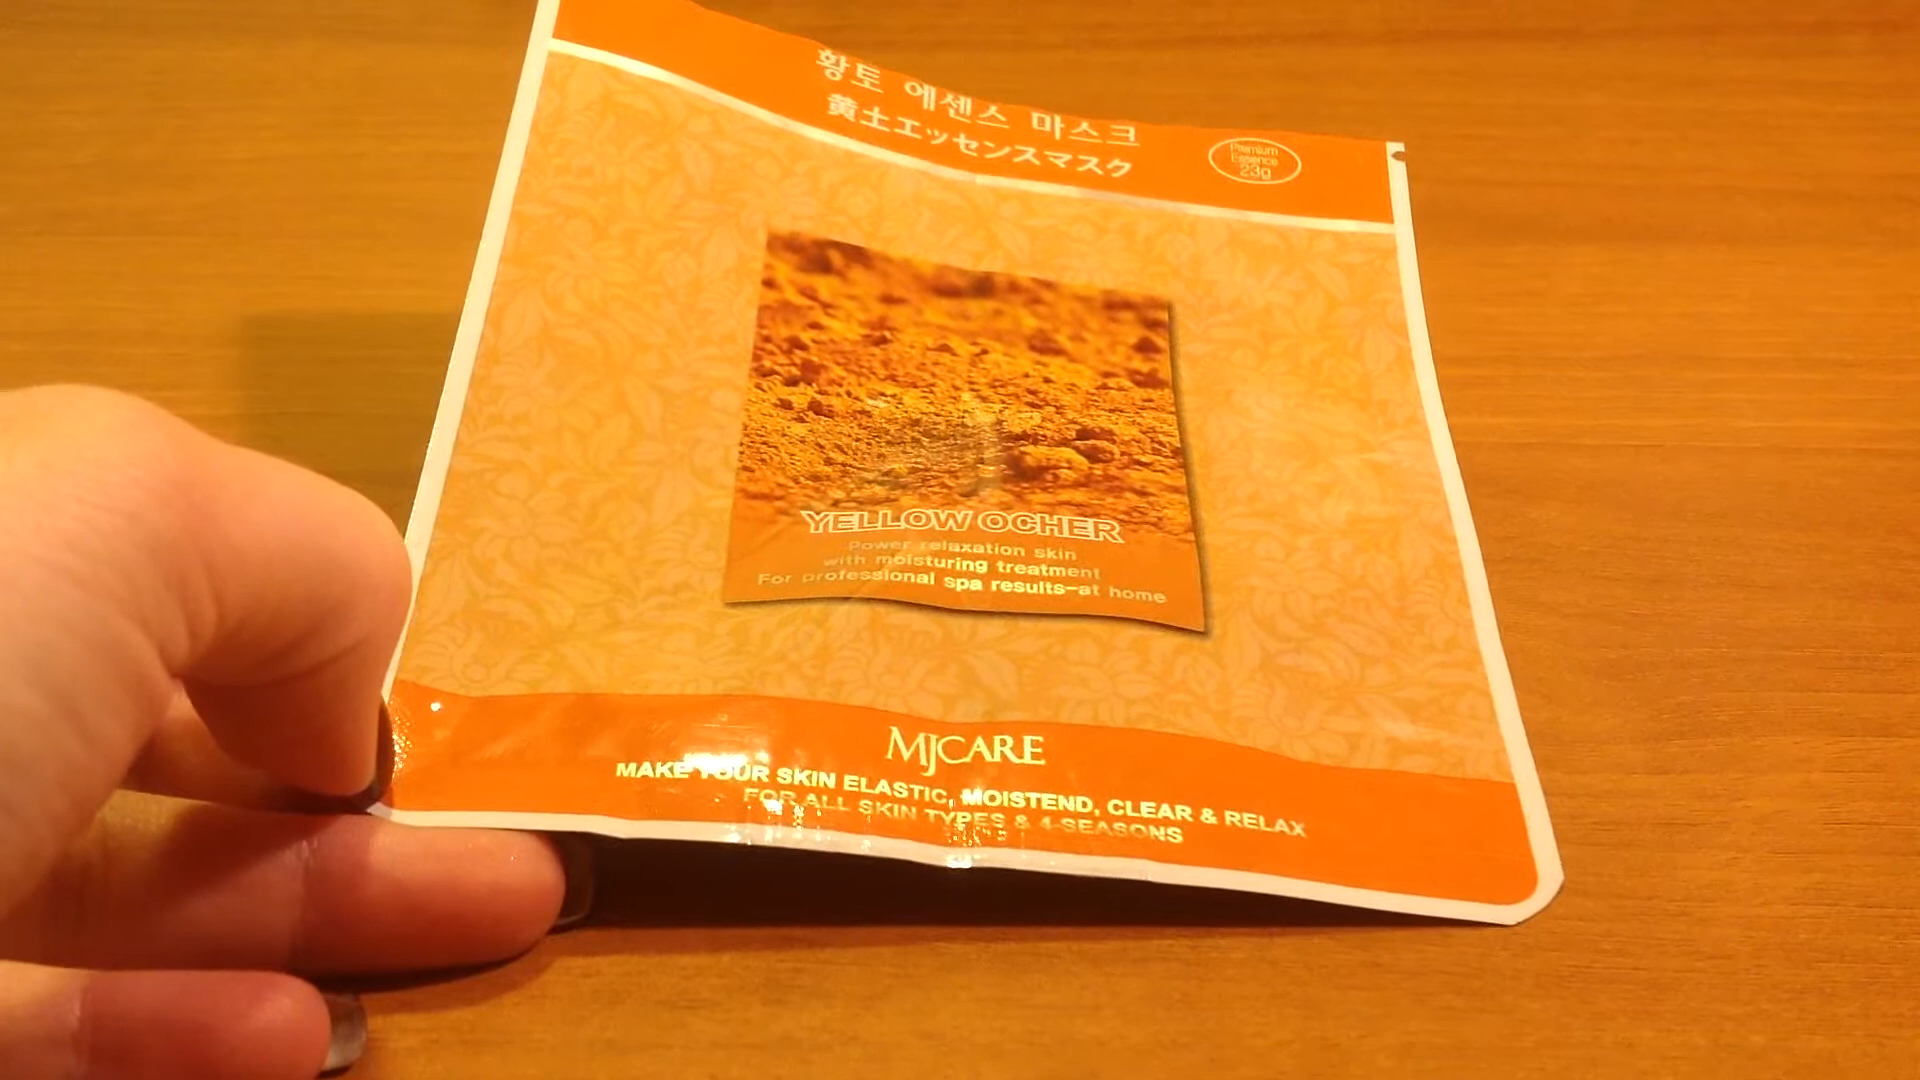 황토 에센스 마스크
黄土エッセンスマスク
Premium
Essence
23g
YELLOW OCHER
Power relaxation skin
with moisturing treatment
For professional spa results-at home
MJCARE
MAKE YOUR SKIN ELASTIC, MOISTEND, CLEAR & RELAX
FOR ALL SKIN TYPES & 4-SEASONS